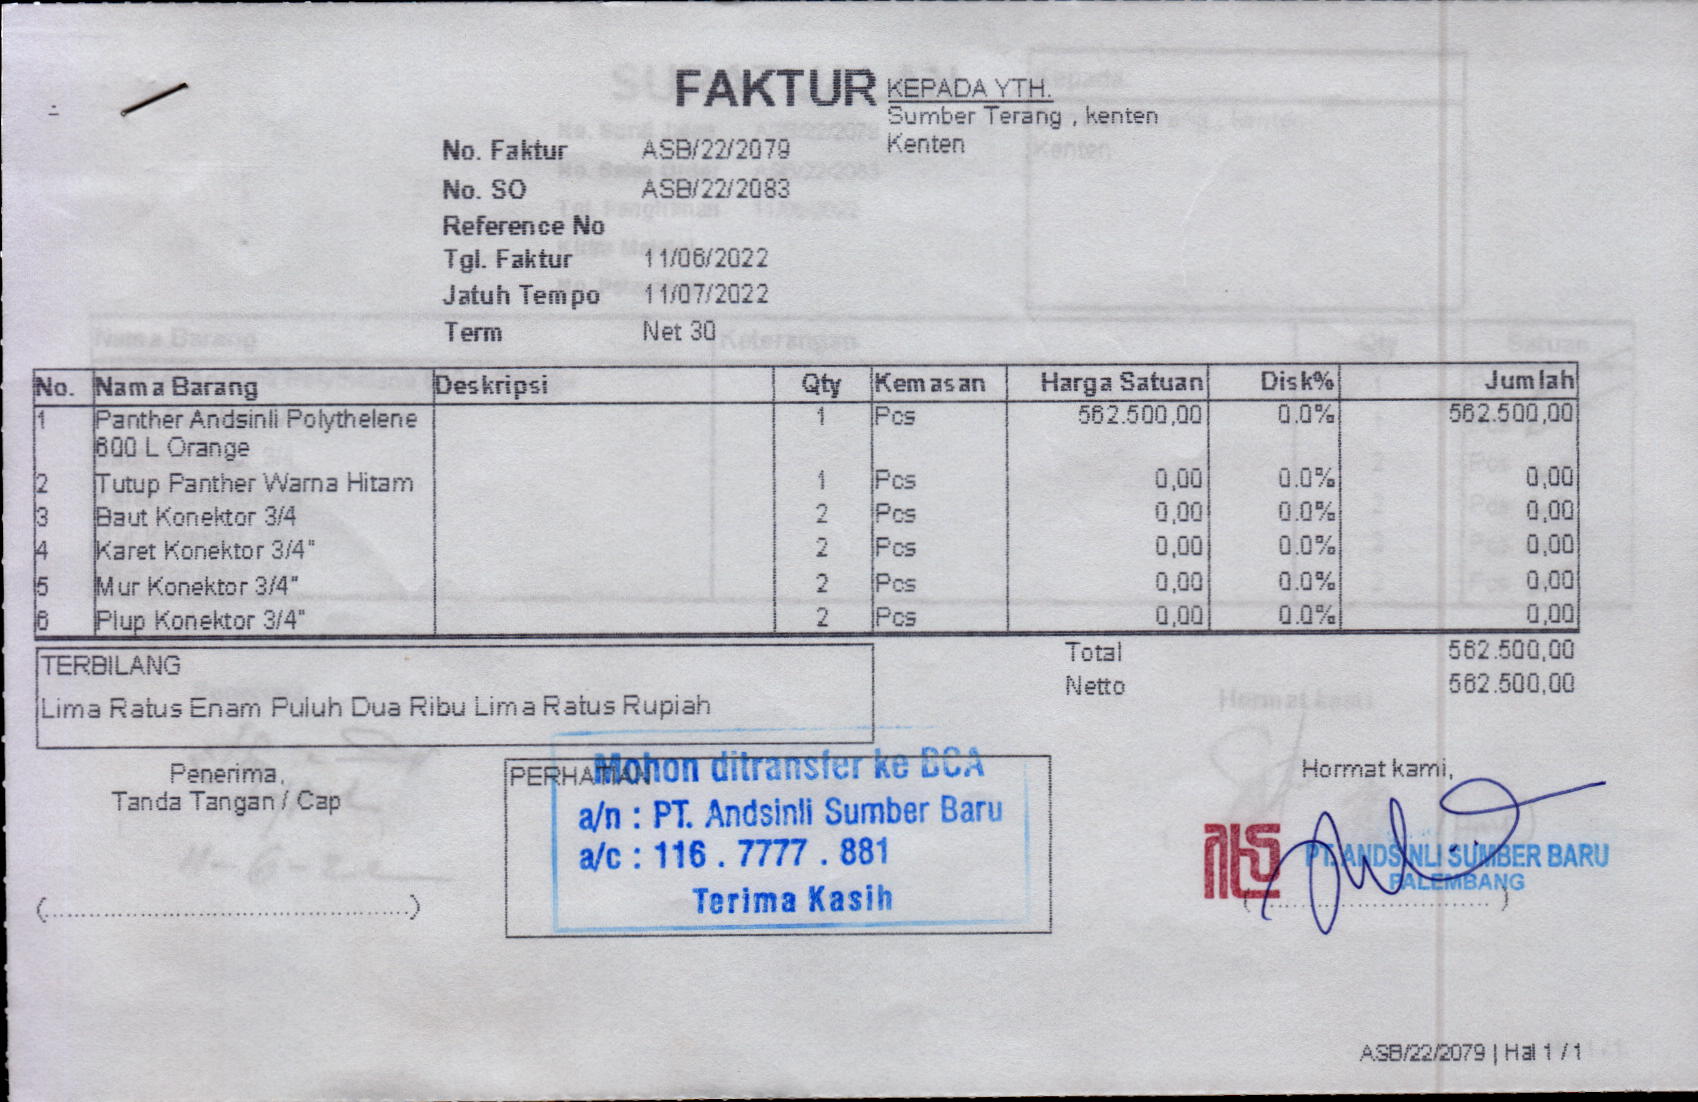 FAKTUR
KEPADA YTH.
Sumber Terang , kenten
Kenten
No. Faktur ASB/22/2079
No. SO ASB/22/2083
Reference No
Tgl. Faktur 11/06/2022
Jatuh Tempo 11/07/2022
Term Net 30
No. Nama Barang Deskripsi Qty Kemasan Harga Satuan Disk% Jumlah
1 Panther Andsinli Polythelene 1 Pcs 562.500,00 0.0% 562.500,00
600 L Orange
2 Tutup Panther Warna Hitam 1 Pcs 0,00 0.0% 0,00
3 Baut Konektor 3/4 2 Pcs 0,00 0.0% 0,00
4 Karet Konektor 3/4" 2 Pcs 0,00 0.0% 0,00
5 Mur Konektor 3/4" 2 Pcs 0,00 0.0% 0,00
6 Plup Konektor 3/4" 2 Pcs 0,00 0.0% 0,00
Total 562.500,00
Netto 562.500,00
TERBILANG
Lima Ratus Enam Puluh Dua Ribu Lima Ratus Rupiah
Penerima,
Tanda Tangan / Cap
(..........................................)
PERHATIAN
Mohon ditransfer ke BCA
a/n : PT. Andsinli Sumber Baru
a/c : 116 . 7777 . 881
Terima Kasih
Hormat kami,
PT. ANDSINLI SUMBER BARU
PALEMBANG
(..............................)
ASB/22/2079 | Hal 1 / 1